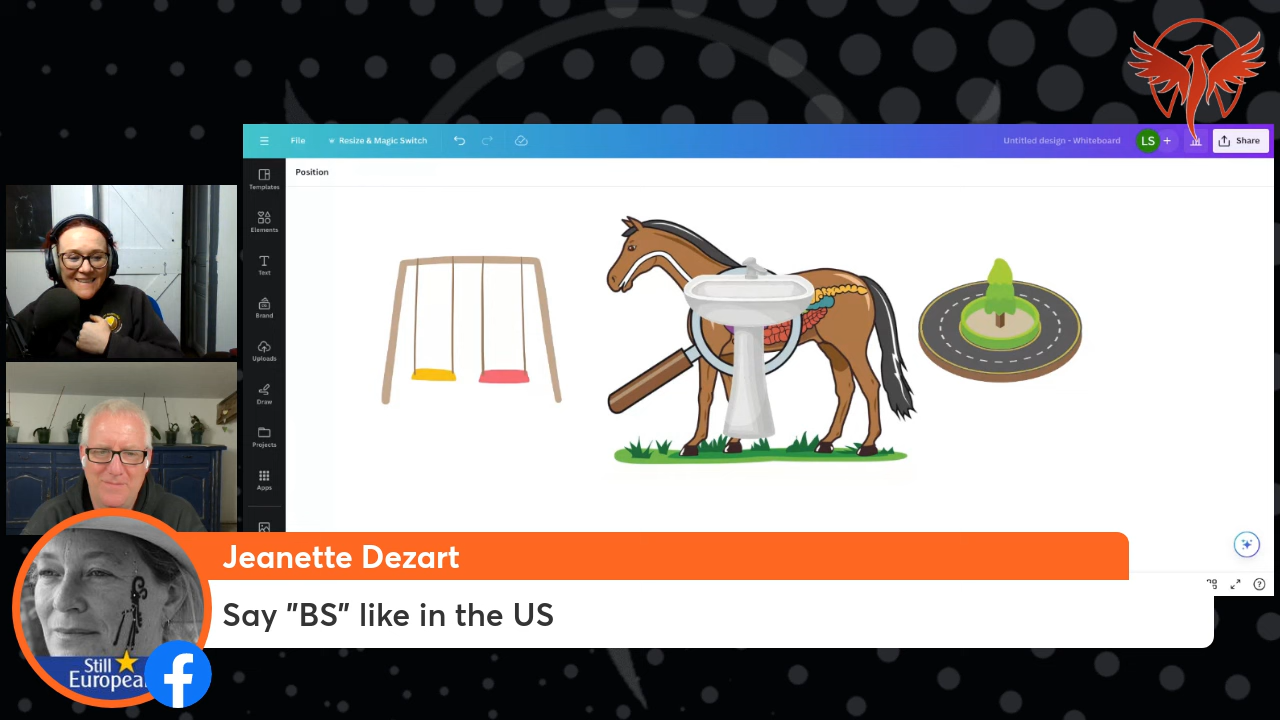 File
Resize & Magic Switch
Untitled design - Whiteboard
LS
+
Share
Position
Templates
Elements
Text
Brand
Uploads
Draw
Projects
Apps
Jeanette Dezart
Say "BS" like in the US
Still
European